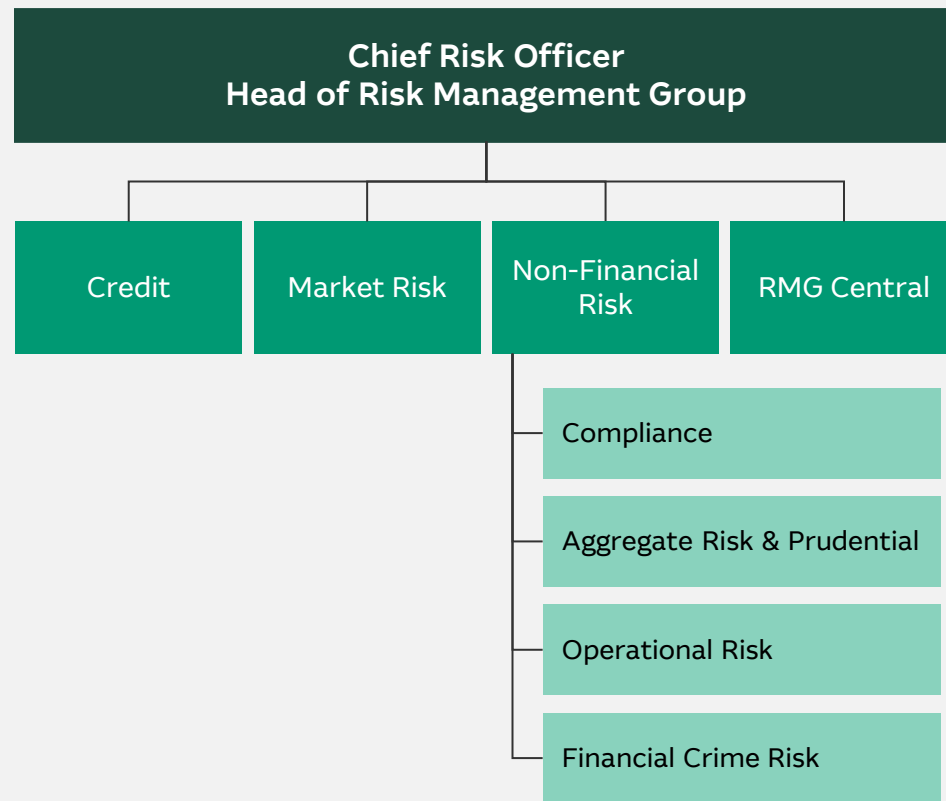 Chief Risk Officer
Head of Risk Management Group
Credit
Market Risk
Non-Financial
Risk
RMG Central
Compliance
Aggregate Risk & Prudential
Operational Risk
Financial Crime Risk